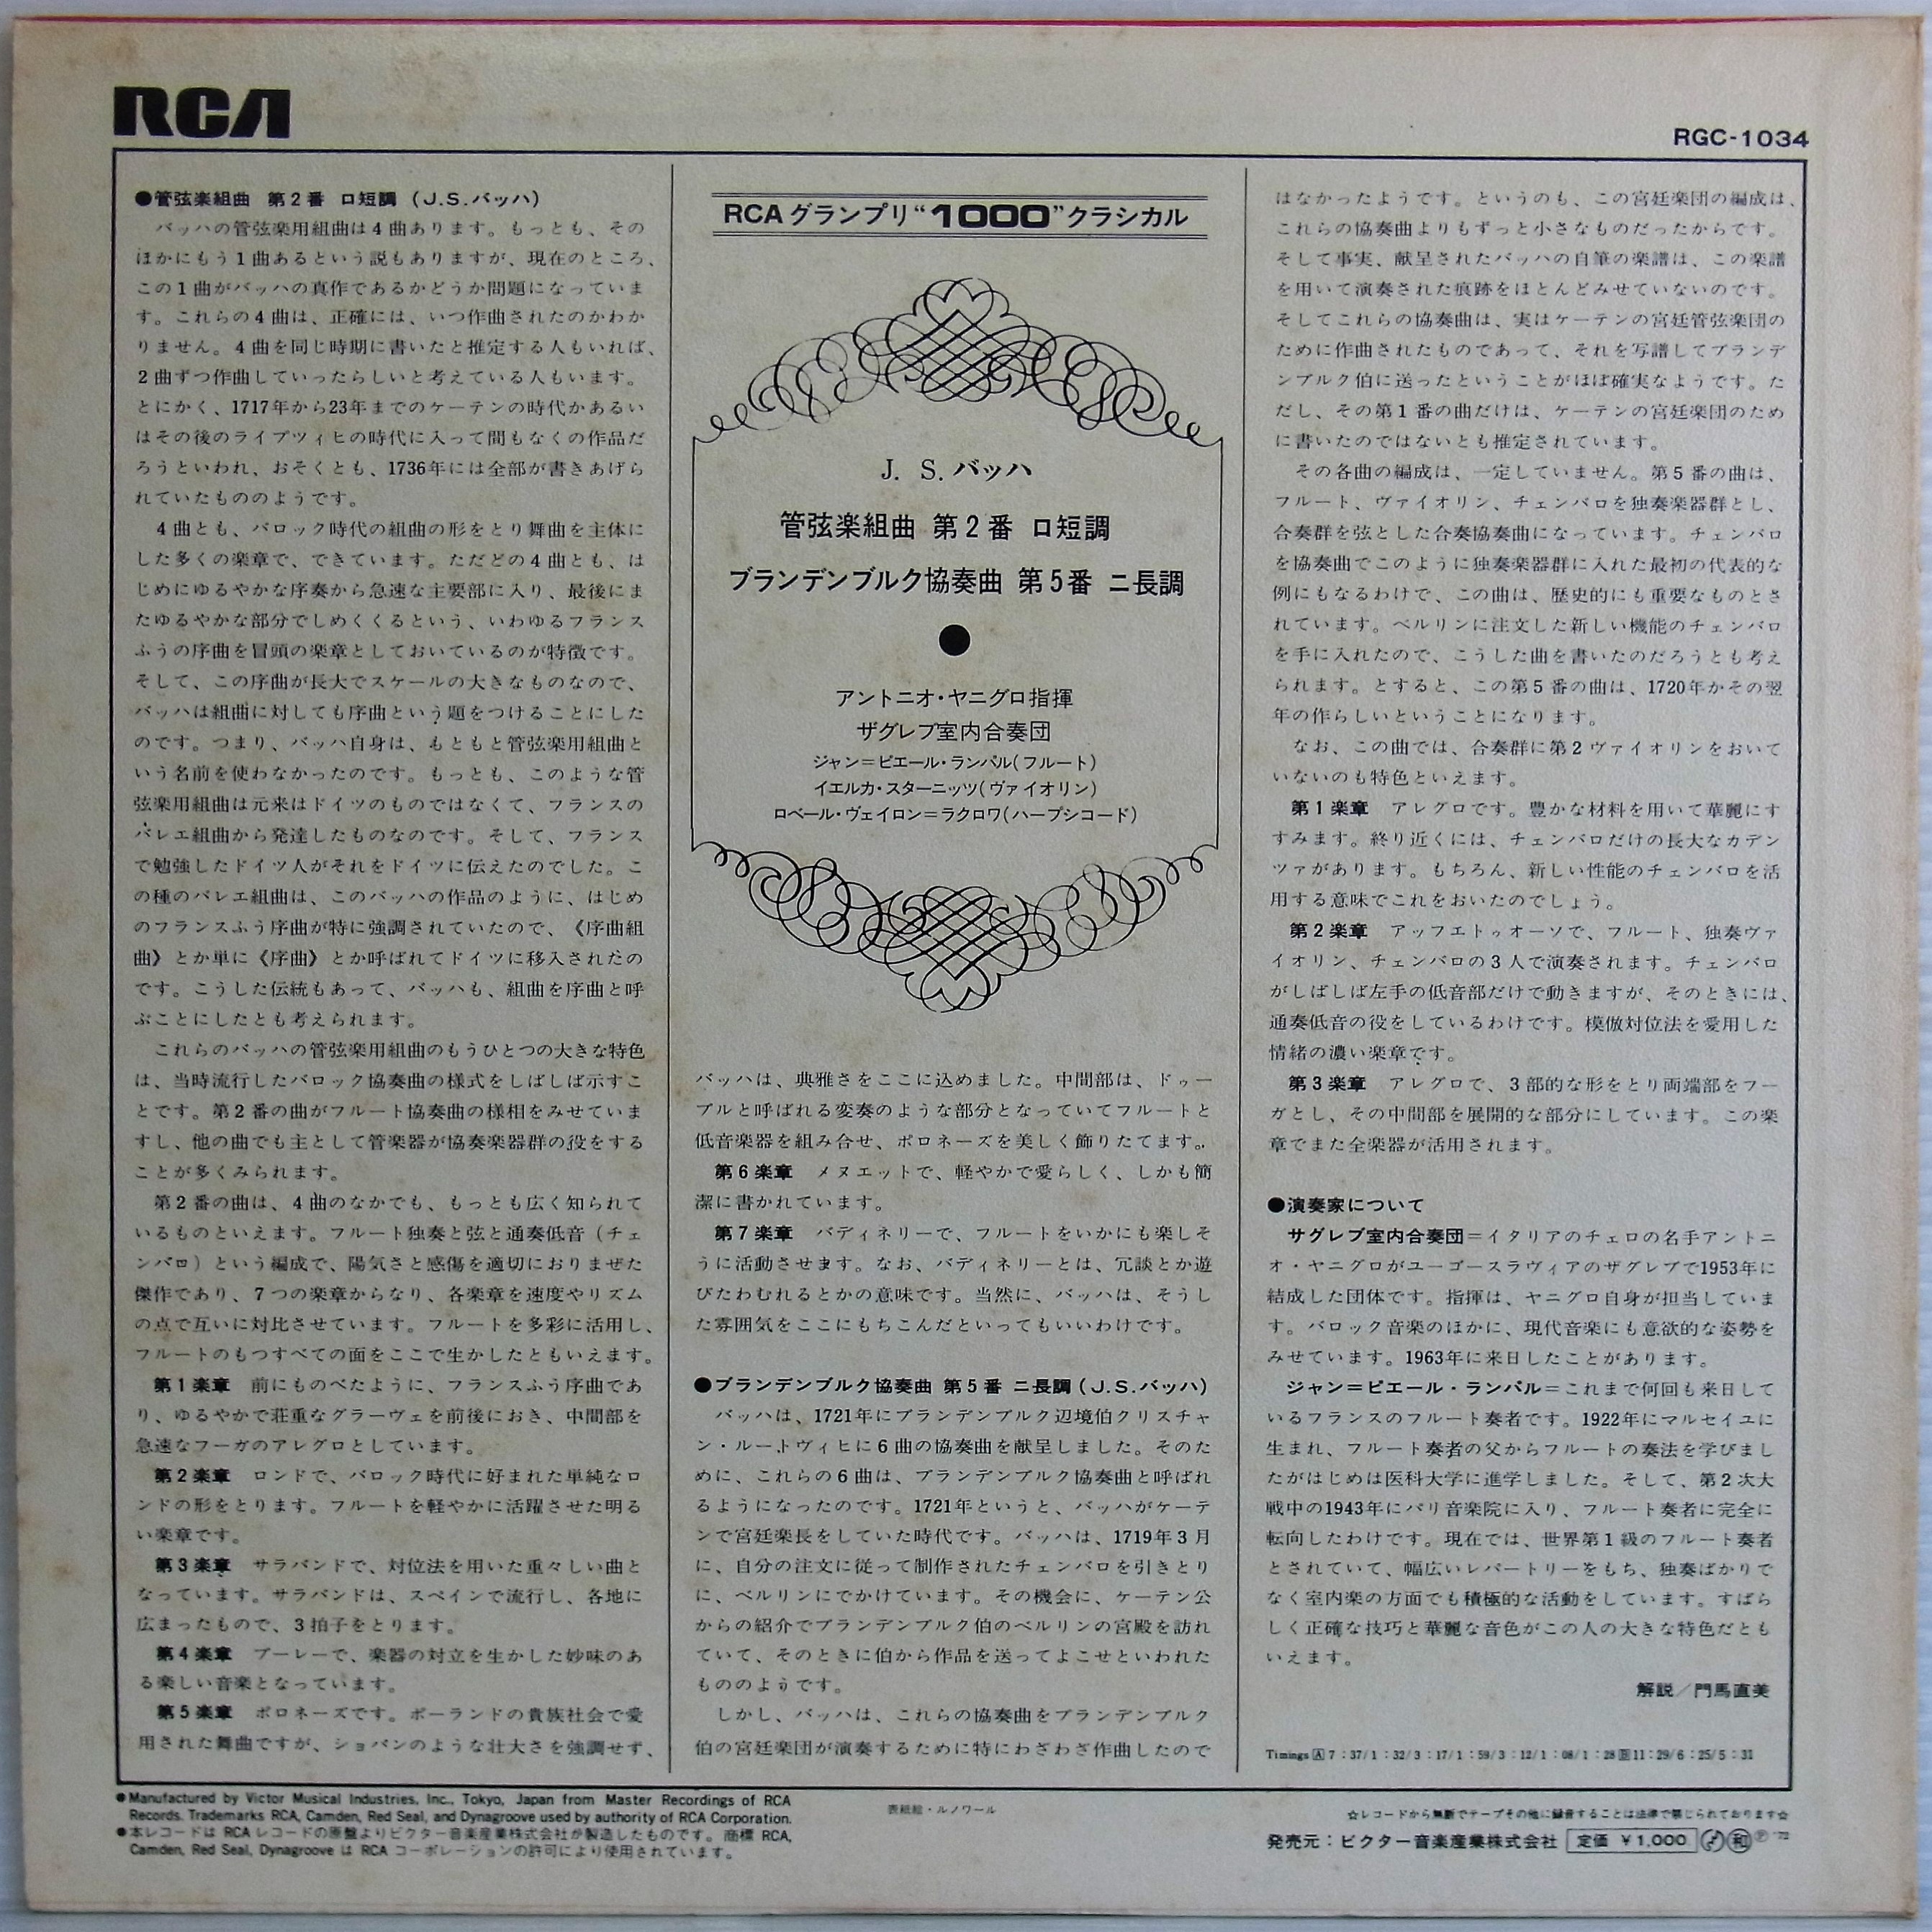 RCA
RGC-1034
●管弦楽組曲 第2番 ロ短調 (J.S.バッハ)
バッハの管弦楽用組曲は4曲あります。もっとも、その
ほかにもう1曲あるという説もありますが、現在のところ、
この1曲がバッハの真作であるかどうか問題になっていま
す。これらの4曲は、正確には、いつ作曲されたのかわか
りません。4曲を同じ時期に書いたと推定する人もいれば、
2曲ずつ作曲していったらしいと考えている人もいます。
とにかく、1717年から23年までのケーテンの時代かあるい
はその後のライプツィヒの時代に入って間もなくの作品だ
ろうといわれ、おそくとも、1736年には全部が書きあげら
れていたもののようです。
4曲とも、バロック時代の組曲の形をとり舞曲を主体に
した多くの楽章で、できています。ただどの4曲とも、は
じめにゆるやかな序奏から急速な主要部に入り、最後にま
たゆるやかな部分でしめくくるという、いわゆるフランス
ふうの序曲を冒頭の楽章としておいているのが特徴です。
そして、この序曲が長大でスケールの大きなものなので、
バッハは組曲に対しても序曲という題をつけることにした
のです。つまり、バッハ自身は、もともと管弦楽用組曲と
いう名前を使わなかったのです。もっとも、このような管
弦楽用組曲は元来はドイツのものではなくて、フランスの
バレエ組曲から発達したものなのです。そして、フランス
で勉強したドイツ人がそれをドイツに伝えたのでした。こ
の種のバレエ組曲は、このバッハの作品のように、はじめ
のフランスふう序曲が特に強調されていたので、《序曲組
曲》とか単に《序曲》とか呼ばれてドイツに移入されたの
です。こうした伝統もあって、バッハも、組曲を序曲と呼
ぶことにしたとも考えられます。
これらのバッハの管弦楽用組曲のもうひとつの大きな特色
は、当時流行したバロック協奏曲の様式をしばしば示すこ
とです。第2番の曲がフルート協奏曲の様相をみせていま
すし、他の曲でも主として管楽器が協奏楽器群の役をする
ことが多くみられます。
第2番の曲は、4曲のなかでも、もっとも広く知られて
いるものといえます。フルート独奏と弦と通奏低音（チェ
ンバロ）という編成で、陽気さと感傷を適切におりまぜた
傑作であり、7つの楽章からなり、各楽章を速度やリズム
の点で互いに対比させています。フルートを多彩に活用し、
フルートのもつすべての面をここで生かしたともいえます。
第1楽章 前にものべたように、フランスふう序曲であ
り、ゆるやかで荘重なグラーヴェを前後におき、中間部を
急速なフーガのアレグロとしています。
第2楽章 ロンドで、バロック時代に好まれた単純なロ
ンドの形をとります。フルートを軽やかに活躍させた明る
い楽章です。
第3楽章 サラバンドで、対位法を用いた重々しい曲と
なっています。サラバンドは、スペインで流行し、各地に
広まったもので、3拍子をとります。
第4楽章 ブーレーで、楽器の対立を生かした妙味のあ
る楽しい音楽となっています。
第5楽章 ポロネーズです。ポーランドの貴族社会で愛
用された舞曲ですが、ショパンのような壮大さを強調せず、
RCAグランプリ“1000”クラシカル
J. S. バッハ
管弦楽組曲 第2番 ロ短調
ブランデンブルク協奏曲 第5番 ニ長調
●
アントニオ・ヤニグロ指揮
ザグレブ室内合奏団
ジャン＝ピエール・ランパル(フルート)
イエルカ・スターニッツ(ヴァイオリン)
ロベール・ヴェイロン＝ラクロワ(ハープシコード)
バッハは、典雅さをここに込めました。中間部は、ドゥー
ブルと呼ばれる変奏のような部分となっていてフルートと
低音楽器を組み合せ、ポロネーズを美しく飾りたてます。
第6楽章 メヌエットで、軽やかで愛らしく、しかも簡
潔に書かれています。
第7楽章 バディネリーで、フルートをいかにも楽しそ
うに活動させます。なお、バディネリーとは、冗談とか遊
びたわむれるとかの意味です。当然に、バッハは、そうし
た雰囲気をここにもちこんだといってもいいわけです。
●ブランデンブルク協奏曲 第5番 ニ長調 (J.S.バッハ)
バッハは、1721年にブランデンブルク辺境伯クリスチャ
ン・ルートヴィヒに6曲の協奏曲を献呈しました。そのた
めに、これらの6曲は、ブランデンブルク協奏曲と呼ばれ
るようになったのです。1721年というと、バッハがケーテ
ンで宮廷楽長をしていた時代です。バッハは、1719年3月
に、自分の注文に従って制作されたチェンバロを引きとり
に、ベルリンにでかけています。その機会に、ケーテン公
からの紹介でブランデンブルク伯のベルリンの宮殿を訪れ
ていて、そのときに伯から作品を送ってよこせといわれた
もののようです。
しかし、バッハは、これらの協奏曲をブランデンブルク
伯の宮廷楽団が演奏するために特にわざわざ作曲したので
はなかったようです。というのも、この宮廷楽団の編成は、
これらの協奏曲よりもずっと小さなものだったからです。
そして事実、献呈されたバッハの自筆の楽譜は、この楽譜
を用いて演奏された痕跡をほとんどみせていないのです。
そしてこれらの協奏曲は、実はケーテンの宮廷管弦楽団の
ために作曲されたものであって、それを写譜してブランデ
ンブルク伯に送ったということがほぼ確実なようです。た
だし、その第1番の曲だけは、ケーテンの宮廷楽団のため
に書いたのではないとも推定されています。
その各曲の編成は、一定していません。第5番の曲は、
フルート、ヴァイオリン、チェンバロを独奏楽器群とし、
合奏群を弦とした合奏協奏曲になっています。チェンバロ
を協奏曲でこのように独奏楽器群に入れた最初の代表的な
例にもなるわけで、この曲は、歴史的にも重要なものとさ
れています。ベルリンに注文した新しい機能のチェンバロ
を手に入れたので、こうした曲を書いたのだろうとも考え
られます。とすると、この第5番の曲は、1720年かその翌
年の作らしいということになります。
なお、この曲では、合奏群に第2ヴァイオリンをおいて
いないのも特色といえます。
第1楽章 アレグロです。豊かな材料を用いて華麗にす
すみます。終り近くには、チェンバロだけの長大なカデン
ツァがあります。もちろん、新しい性能のチェンバロを活
用する意味でこれをおいたのでしょう。
第2楽章 アッフェトゥオーソで、フルート、独奏ヴァ
イオリン、チェンバロの3人で演奏されます。チェンバロ
がしばしば左手の低音部だけで動きますが、そのときには、
通奏低音の役をしているわけです。模倣対位法を愛用した
情緒の濃い楽章です。
第3楽章 アレグロで、3部的な形をとり両端部をフー
ガとし、その中間部を展開的な部分にしています。この楽
章でまた全楽器が活用されます。
●演奏家について
サグレブ室内合奏団＝イタリアのチェロの名手アントニ
オ・ヤニグロがユーゴースラヴィアのザグレブで1953年に
結成した団体です。指揮は、ヤニグロ自身が担当していま
す。バロック音楽のほかに、現代音楽にも意欲的な姿勢を
みせています。1963年に来日したことがあります。
ジャン＝ピエール・ランパル＝これまで何回も来日して
いるフランスのフルート奏者です。1922年にマルセイユに
生まれ、フルート奏者の父からフルートの奏法を学びまし
たがはじめは医科大学に進学しました。そして、第2次大
戦中の1943年にパリ音楽院に入り、フルート奏者に完全に
転向したわけです。現在では、世界第1級のフルート奏者
とされていて、幅広いレパートリーをもち、独奏ばかりで
なく室内楽の方面でも積極的な活動をしています。すばら
しく正確な技巧と華麗な音色がこの人の大きな特色だとも
いえます。
解説／門馬直美
Timings A 7：37/1：32/3：17/1：59/3：12/1：08/1：28 B 11：29/6：25/5：31
●Manufactured by Victor Musical Industries, Inc., Tokyo, Japan from Master Recordings of RCA
Records. Trademarks RCA, Camden, Red Seal, and Dynagroove used by authority of RCA Corporation.
●本レコードは RCA レコードの原盤よりビクター音楽産業株式会社が製造したものです。商標 RCA,
Camden, Red Seal, Dynagroove は RCA コーポレーションの許可により使用されています。
表紙絵・ルノワール
☆レコードから無断でテープその他に録音することは法律で禁じられております☆
発売元：ビクター音楽産業株式会社 定価 ￥1,000 和 Ⓟ '72